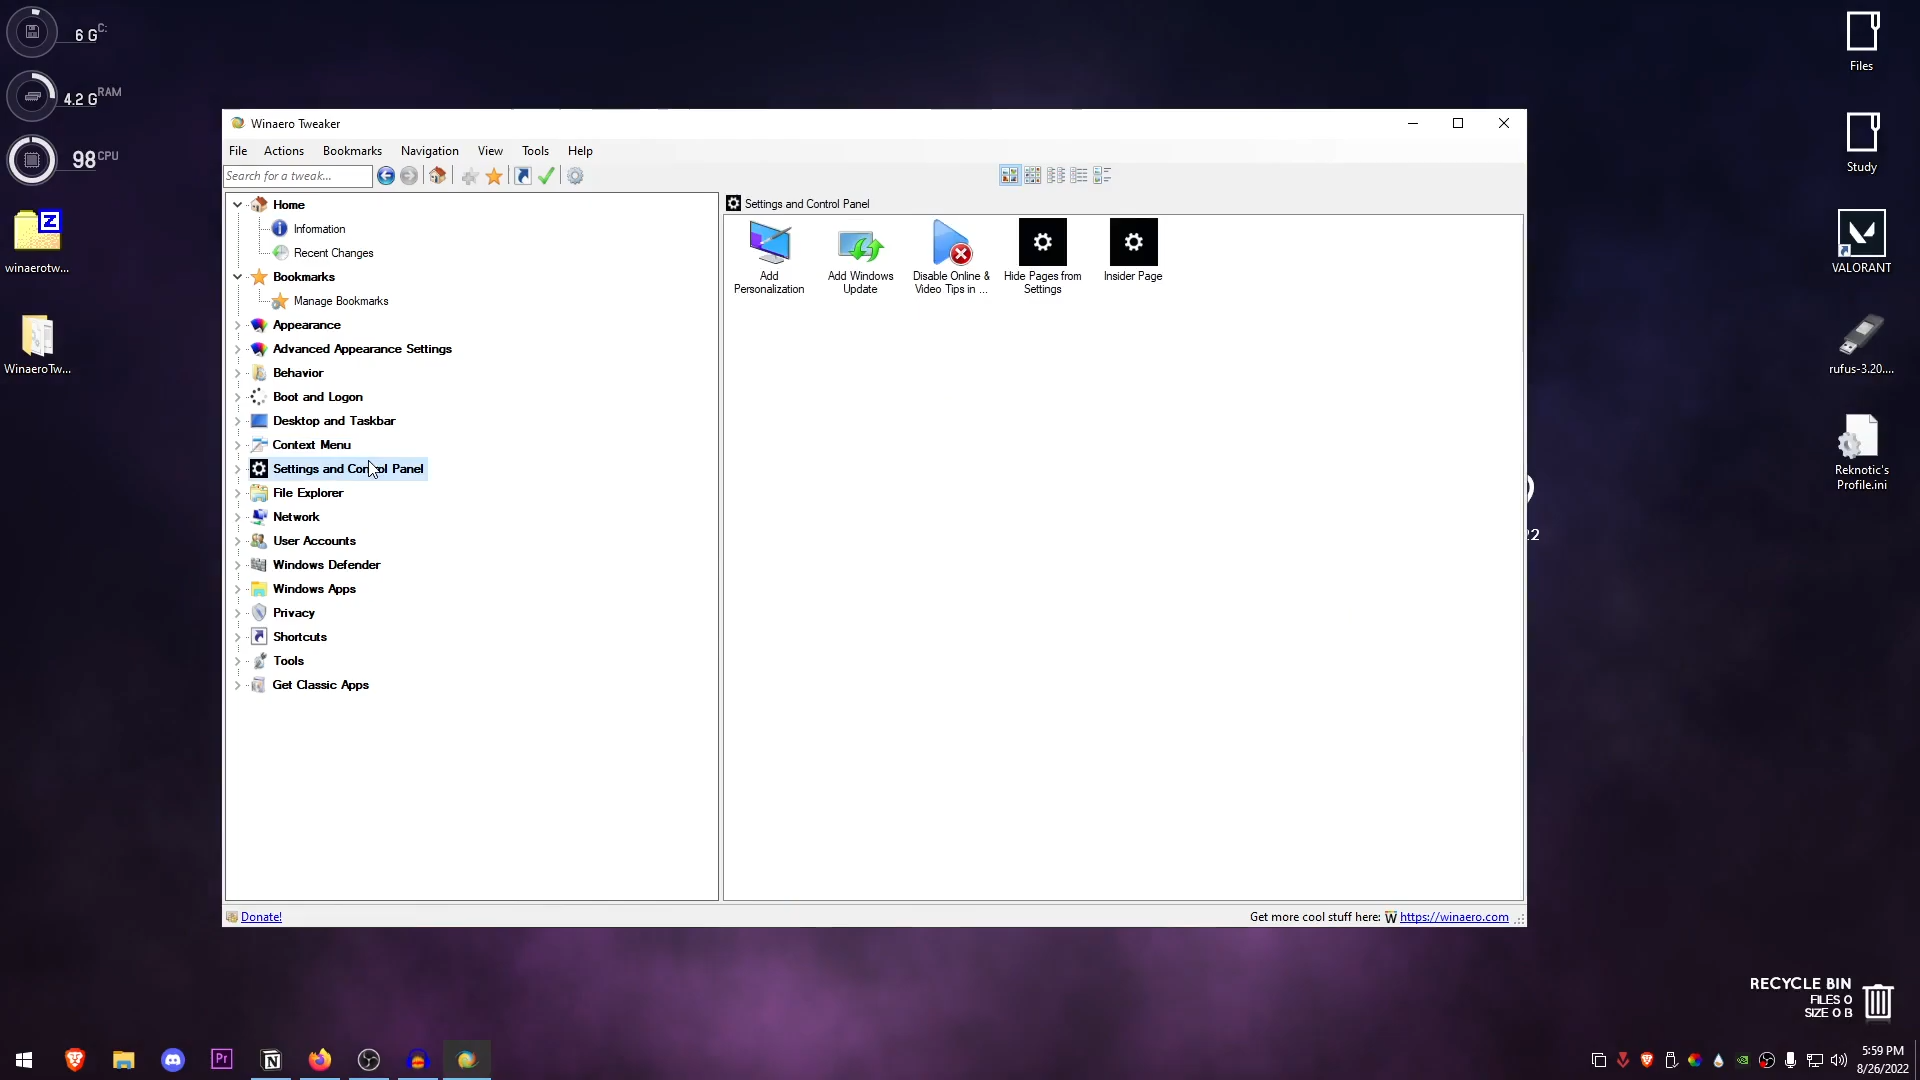 6 G C:
4.2 G RAM
98 CPU
winaerotw...
WinaeroTw...
Winaero Tweaker
File Actions Bookmarks Navigation View Tools Help
Search for a tweak...
Home
Information
Recent Changes
Bookmarks
Manage Bookmarks
Appearance
Advanced Appearance Settings
Behavior
Boot and Logon
Desktop and Taskbar
Context Menu
Settings and Control Panel
File Explorer
Network
User Accounts
Windows Defender
Windows Apps
Privacy
Shortcuts
Tools
Get Classic Apps
Settings and Control Panel
Add
Personalization
Add Windows
Update
Disable Online &
Video Tips in ...
Hide Pages from
Settings
Insider Page
Donate!
Get more cool stuff here: W https://winaero.com
Files
Study
VALORANT
rufus-3.20....
Reknotic's
Profile.ini
22
RECYCLE BIN
FILES 0
SIZE 0 B
Pr
5:59 PM
8/26/2022